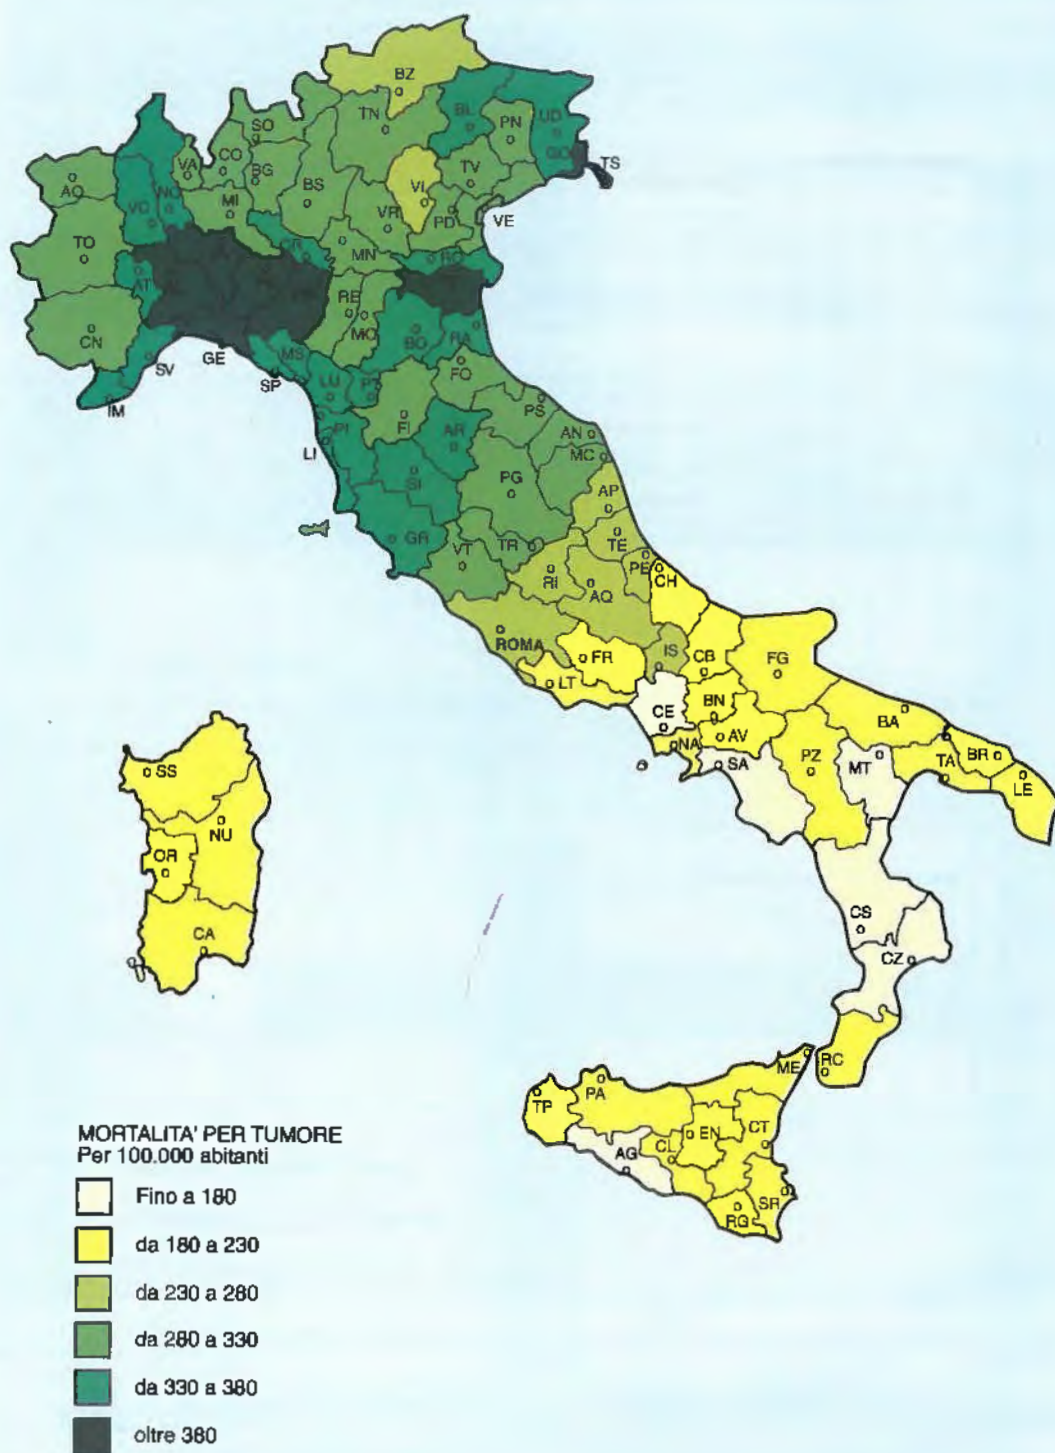 BZ
TN
BL
PN
UD
GO
TS
SO
VA
CO
BG
BS
VI
TV
AO
NO
VC
MI
VR
PD
VE
TO
CR
MN
RO
AT
RE
MO
BO
RA
CN
SV
GE
MS
SP
IM
LU
PT
FO
FI
PS
PI
AR
AN
LI
MC
SI
PG
AP
GR
VT
TR
TE
PE
RI
CH
AQ
ROMA
FR
IS
CB
FG
LT
CE
BN
BA
NA
AV
SA
PZ
MT
TA
BR
LE
SS
NU
OR
CA
CS
CZ
ME
RC
TP
PA
EN
CT
AG
CL
RG
SR
MORTALITA' PER TUMORE
Per 100.000 abitanti
Fino a 180
da 180 a 230
da 230 a 280
da 280 a 330
da 330 a 380
oltre 380